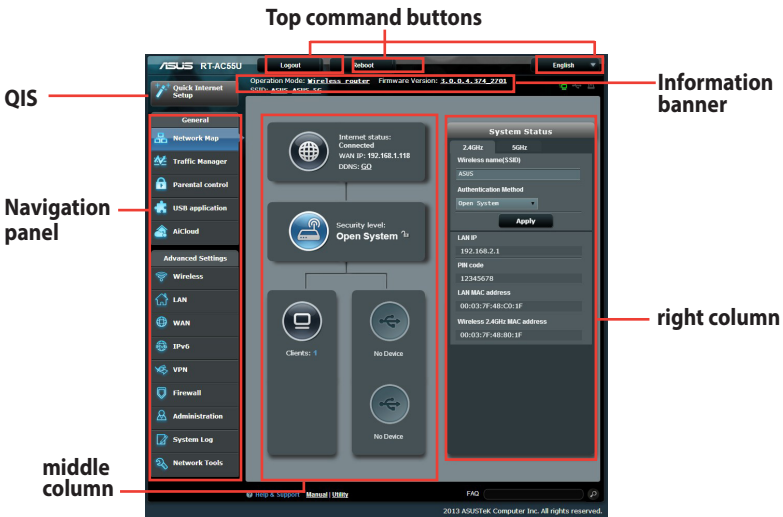 Top command buttons
ASUS RT-AC55U
Logout
Reboot
English
Quick Internet Setup
Operation Mode: Wireless router Firmware Version: 3.0.0.4.374_2701
SSID: ASUS ASUS_5G
QIS
Information banner
General
Network Map
Traffic Manager
Parental control
USB application
AiCloud
Navigation panel
Advanced Settings
Wireless
LAN
WAN
IPv6
VPN
Firewall
Administration
System Log
Network Tools
Internet status:
Connected
WAN IP: 192.168.1.118
DDNS: GO
Security level:
Open System
Clients: 1
No Device
No Device
System Status
2.4GHz 5GHz
Wireless name(SSID)
ASUS
Authentication Method
Open System
Apply
LAN IP
192.168.2.1
PIN code
12345678
LAN MAC address
00:03:7F:48:C0:1F
Wireless 2.4GHz MAC address
00:03:7F:48:80:1F
right column
middle column
Help & Support Manual | Utility
FAQ
2013 ASUSTeK Computer Inc. All rights reserved.